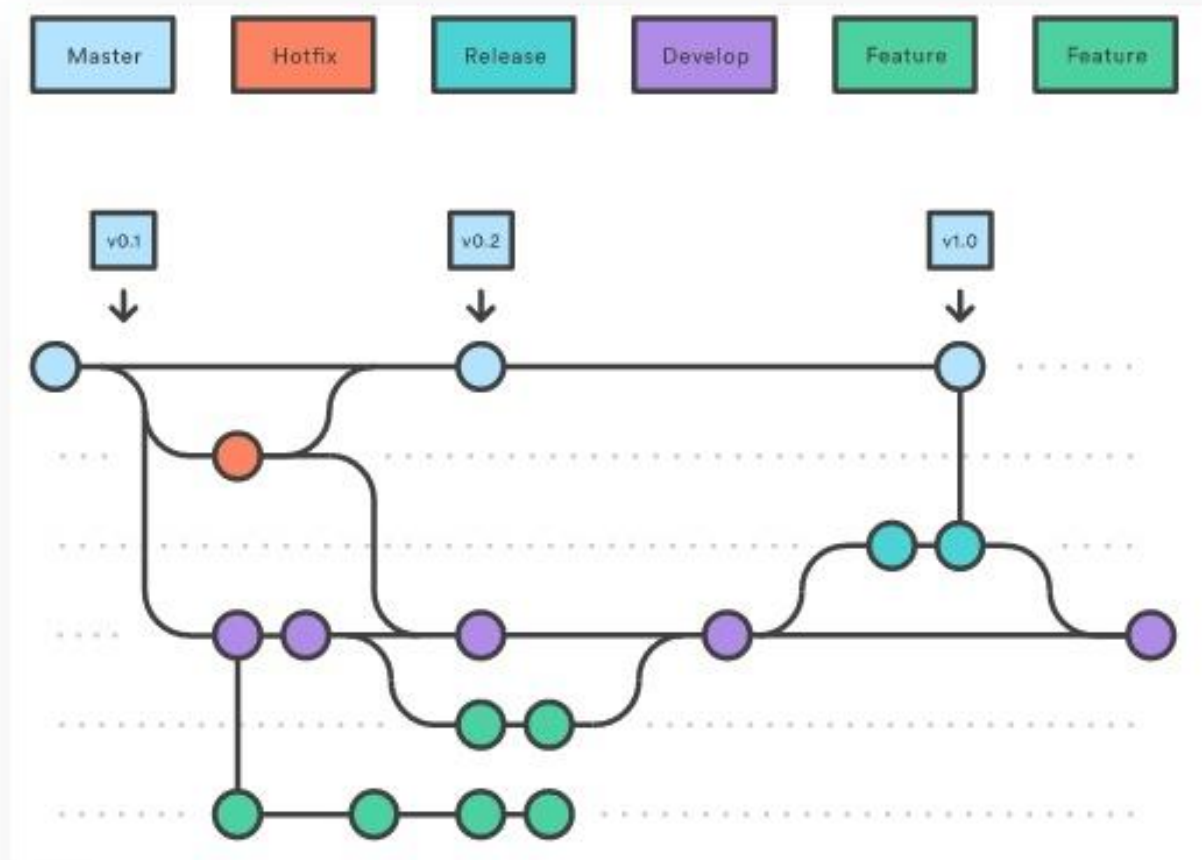 Master
Hotfix
Release
Develop
Feature
Feature
v0.1
v0.2
v1.0